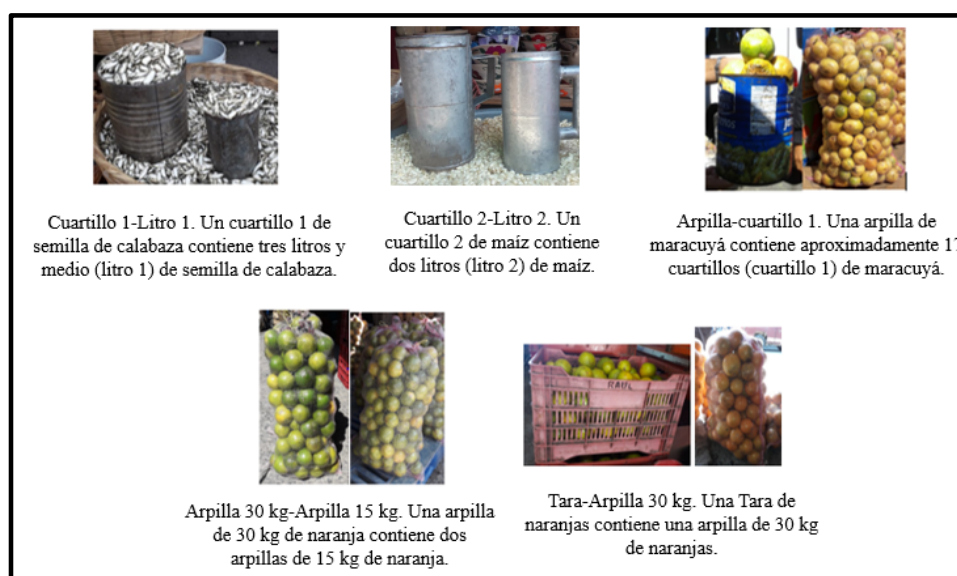 Cuartillo 1-Litro 1. Un cuartillo 1 de
semilla de calabaza contiene tres litros y
medio (litro 1) de semilla de calabaza.
Cuartillo 2-Litro 2. Un
cuartillo 2 de maíz contiene
dos litros (litro 2) de maíz.
Arpilla-cuartillo 1. Una arpilla de
maracuyá contiene aproximadamente 17
cuartillos (cuartillo 1) de maracuyá.
RAUL
Arpilla 30 kg-Arpilla 15 kg. Una arpilla
de 30 kg de naranja contiene dos
arpillas de 15 kg de naranja.
Tara-Arpilla 30 kg. Una Tara de
naranjas contiene una arpilla de 30 kg
de naranjas.